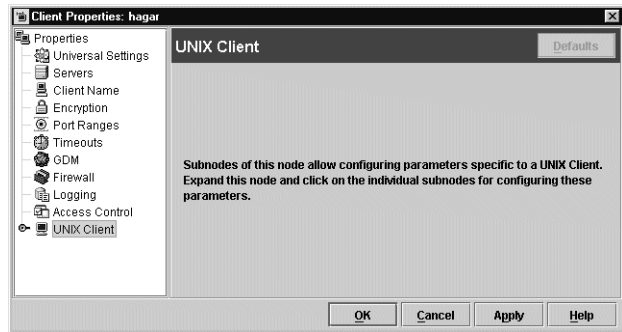 Client Properties: hagar
Properties
Universal Settings
Servers
Client Name
Encryption
Port Ranges
Timeouts
GDM
Firewall
Logging
Access Control
UNIX Client
UNIX Client
Defaults
Subnodes of this node allow configuring parameters specific to a UNIX Client.
Expand this node and click on the individual subnodes for configuring these
parameters.
OK
Cancel
Apply
Help